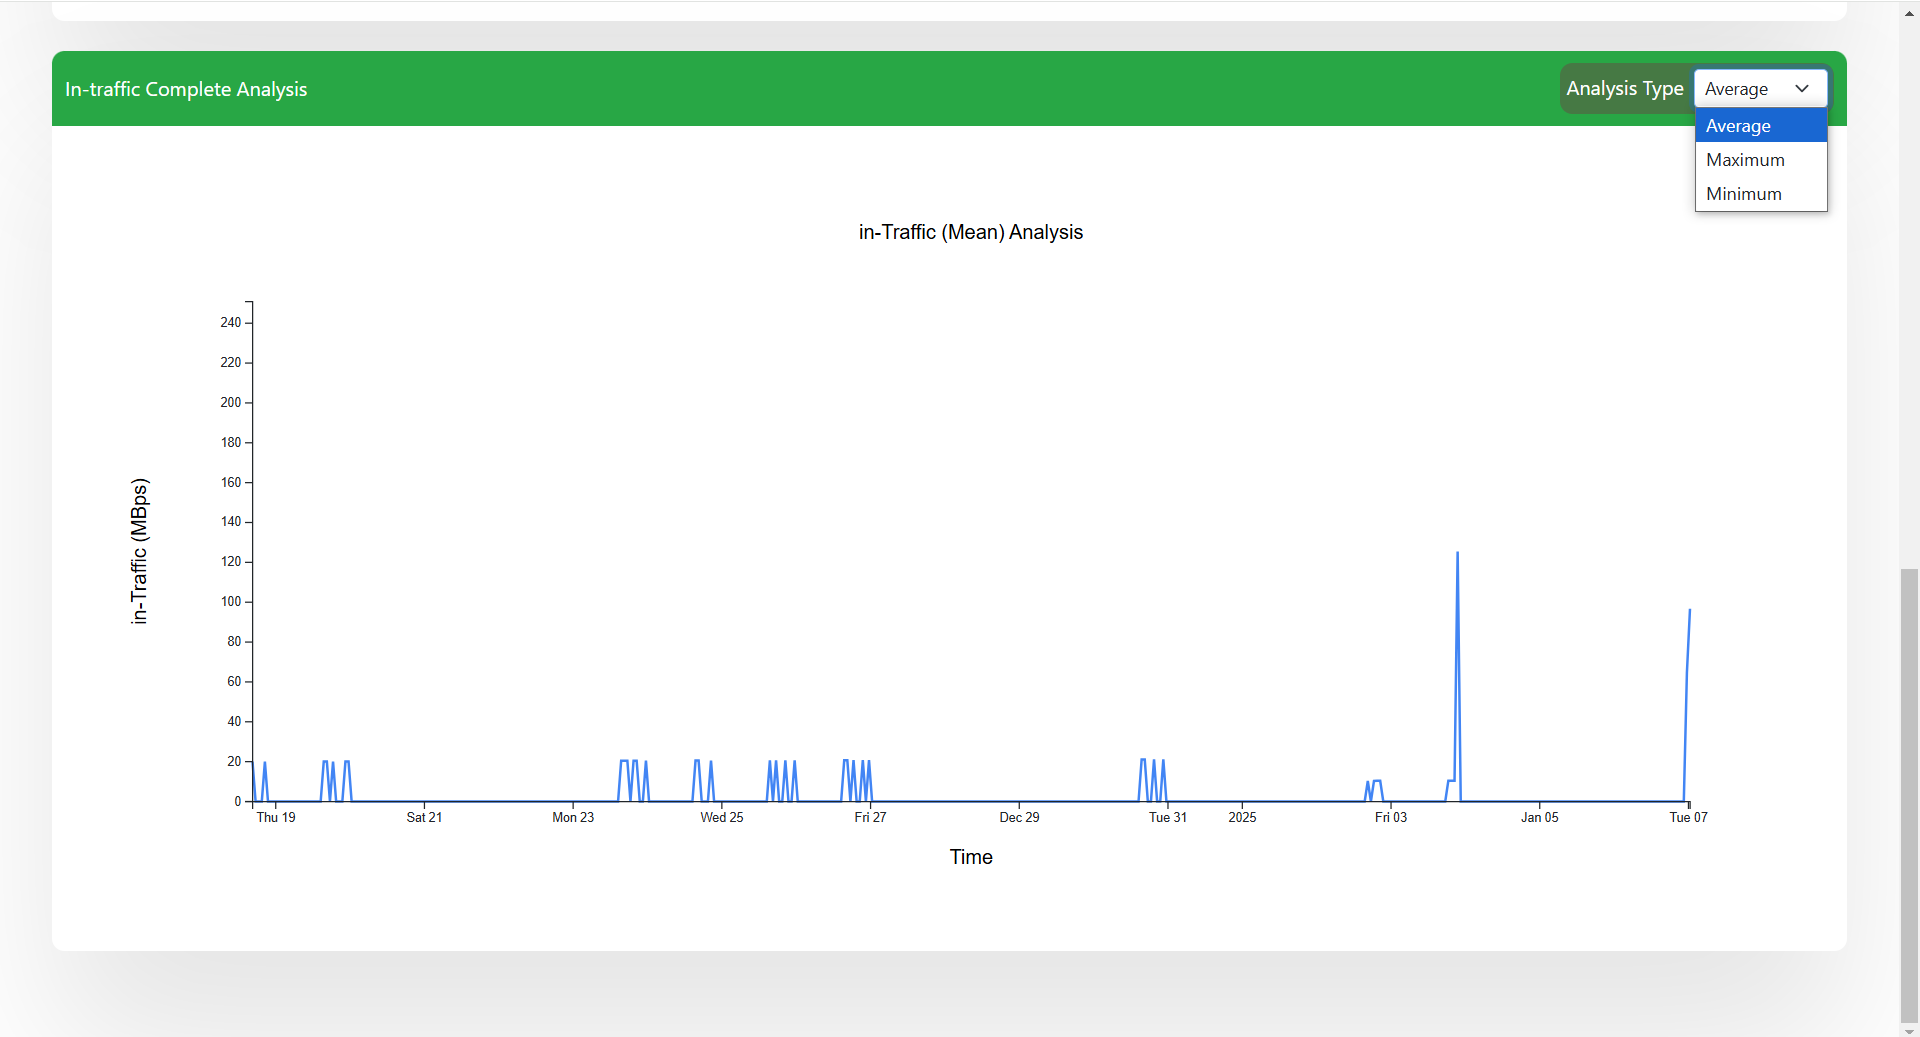 In-traffic Complete Analysis
Analysis Type
Average
Average
Maximum
Minimum
in-Traffic (Mean) Analysis
240
220
200
180
160
140
120
100
80
60
40
20
0
in-Traffic (MBps)
Thu 19 Sat 21 Mon 23 Wed 25 Fri 27 Dec 29 Tue 31 2025 Fri 03 Jan 05 Tue 07
Time